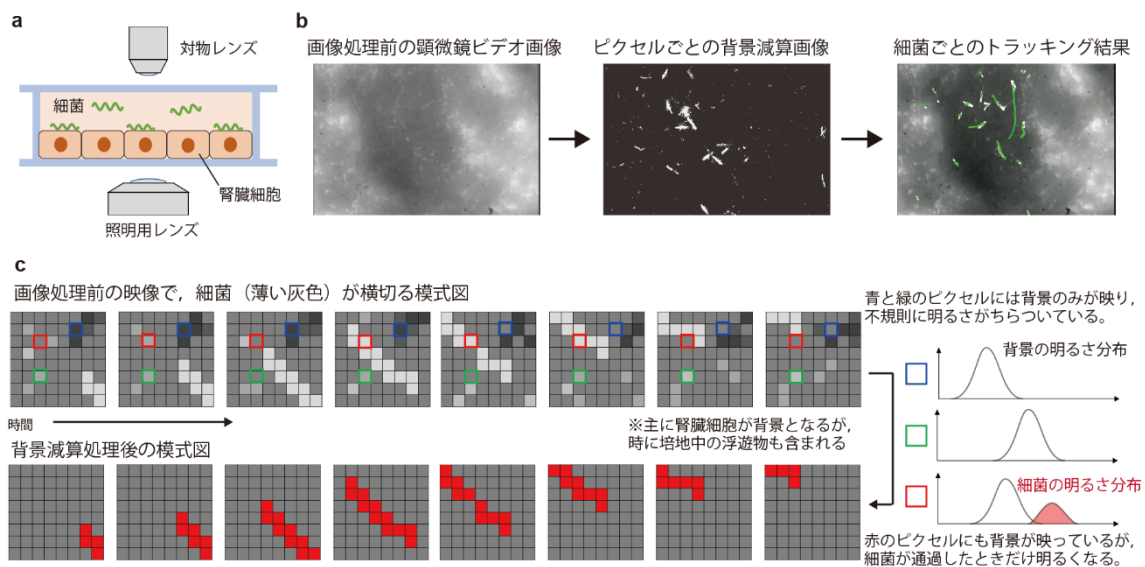 a
対物レンズ
細菌
腎臓細胞
照明用レンズ
b
画像処理前の顕微鏡ビデオ画像
ピクセルごとの背景減算画像
細菌ごとのトラッキング結果
c
画像処理前の映像で，細菌（薄い灰色）が横切る模式図
時間
※主に腎臓細胞が背景となるが，
時に培地中の浮遊物も含まれる
背景減算処理後の模式図
青と緑のピクセルには背景のみが映り，
不規則に明るさがちらついている。
背景の明るさ分布
細菌の明るさ分布
赤のピクセルにも背景が映っているが，
細菌が通過したときだけ明るくなる。